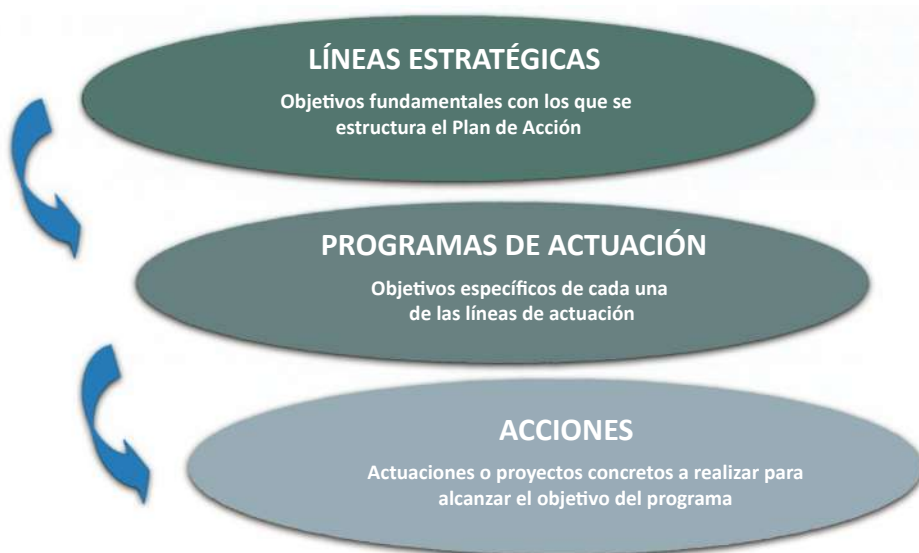 LÍNEAS ESTRATÉGICAS
Objetivos fundamentales con los que se
estructura el Plan de Acción
PROGRAMAS DE ACTUACIÓN
Objetivos específicos de cada una
de las líneas de actuación
ACCIONES
Actuaciones o proyectos concretos a realizar para
alcanzar el objetivo del programa